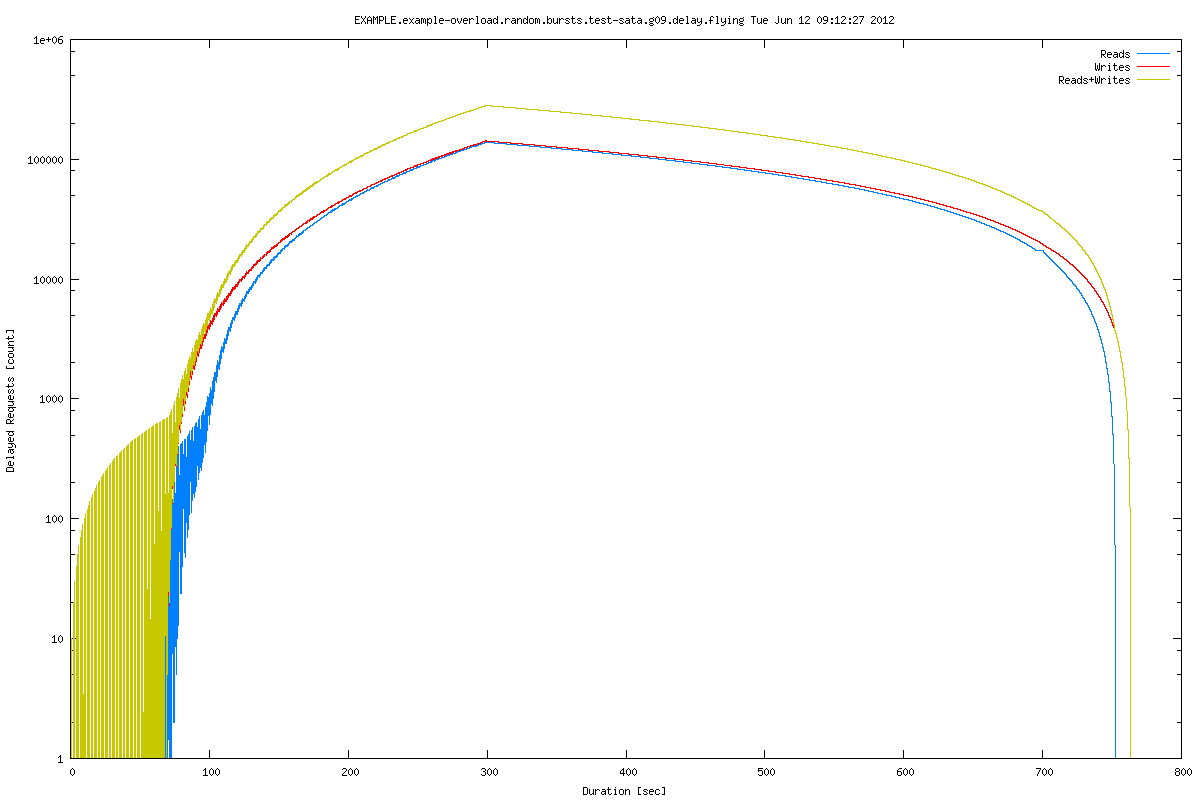 EXAMPLE.example-overload.random.bursts.test-sata.g09.delay.flying Tue Jun 12 09:12:27 2012
1e+06
Reads
Writes
Reads+Writes
100000
10000
Delayed Requests [count]
1000
100
10
1
0 100 200 300 400 500 600 700 800
Duration [sec]